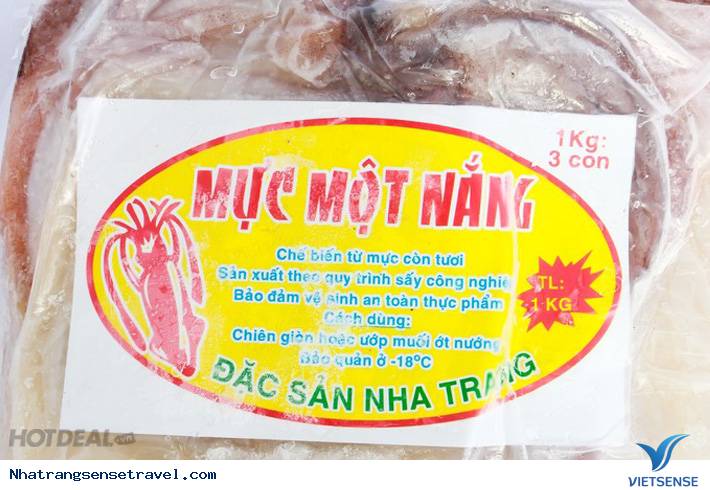 1Kg:
3 con
MỰC MỘT NẮNG
Chế biến từ mực còn tươi
Sản xuất theo quy trình sấy công nghiệ
Bảo đảm vệ sinh an toàn thực phẩm
Cách dùng:
Chiên giòn hoặc ướp muối ớt nướng
Bảo quản ở -18°C
TL:
1 KG
ĐẶC SẢN NHA TRANG
HOTDEAL.vn
Nhatrangsensetravel.com
VIETSENSE